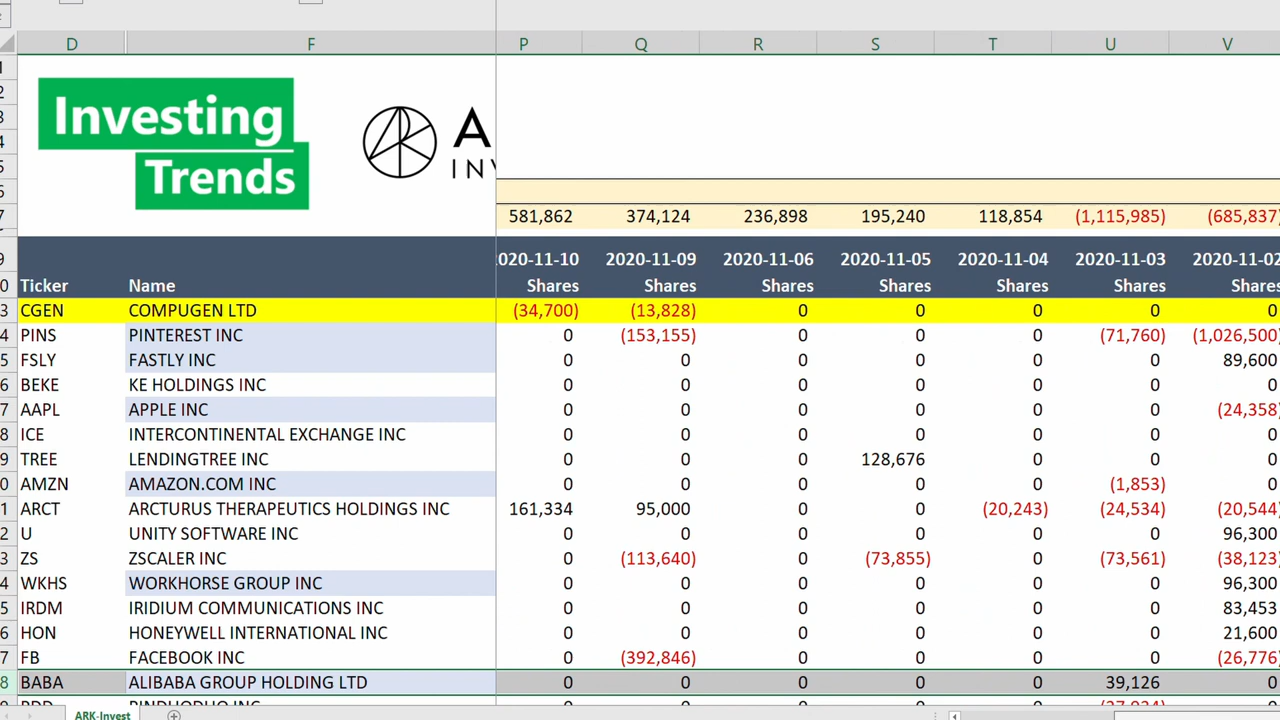 D F P Q R S T U V
Investing
Trends
581,862 374,124 236,898 195,240 118,854 (1,115,985) (685,837)
2020-11-10 2020-11-09 2020-11-06 2020-11-05 2020-11-04 2020-11-03 2020-11-02
Ticker Name Shares Shares Shares Shares Shares Shares Shares
CGEN COMPUGEN LTD (34,700) (13,828) 0 0 0 0 0
PINS PINTEREST INC 0 (153,155) 0 0 0 (71,760) (1,026,500)
FSLY FASTLY INC 0 0 0 0 0 0 89,600
BEKE KE HOLDINGS INC 0 0 0 0 0 0 0
AAPL APPLE INC 0 0 0 0 0 0 (24,358)
ICE INTERCONTINENTAL EXCHANGE INC 0 0 0 0 0 0 0
TREE LENDINGTREE INC 0 0 0 128,676 0 0 0
AMZN AMAZON.COM INC 0 0 0 0 0 (1,853) 0
ARCT ARCTURUS THERAPEUTICS HOLDINGS INC 161,334 95,000 0 0 (20,243) (24,534) (20,544)
U UNITY SOFTWARE INC 0 0 0 0 0 0 96,300
ZS ZSCALER INC 0 (113,640) 0 (73,855) 0 (73,561) (38,123)
WKHS WORKHORSE GROUP INC 0 0 0 0 0 0 96,300
IRDM IRIDIUM COMMUNICATIONS INC 0 0 0 0 0 0 83,453
HON HONEYWELL INTERNATIONAL INC 0 0 0 0 0 0 21,600
FB FACEBOOK INC 0 (392,846) 0 0 0 0 (26,776)
BABA ALIBABA GROUP HOLDING LTD 0 0 0 0 0 39,126 0
ARK-Invest